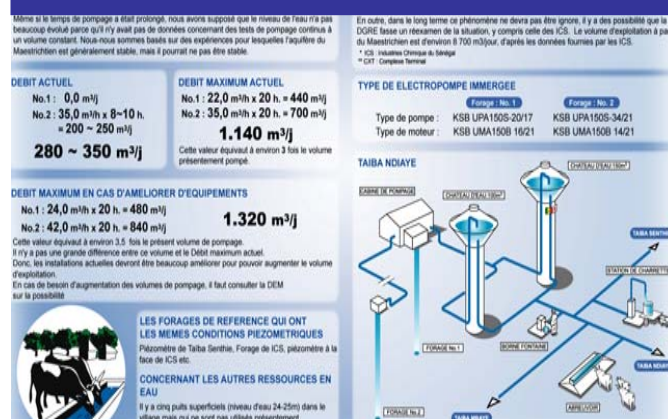 Même si le temps de pompage a était prolongé, nous avons supposé que le niveau de l'eau n'a pas
beaucoup évolué parce qu'il n'y avait pas de données concernant des tests de pompage continus à
un volume constant. Nous-nous sommes basés sur des expériences pour lesquelles l'aquifère du
Maestrichtien est généralement stable, mais il pourrait ne pas être stable.
DEBIT ACTUEL
No.1 : 0,0 m³/j
No.2 : 35,0 m³/h x 8~10 h.
= 200 ~ 250 m³/j
280 ~ 350 m³/j
DEBIT MAXIMUM ACTUEL
No.1 : 22,0 m³/h x 20 h. = 440 m³/j
No.2 : 35,0 m³/h x 20 h. = 700 m³/j
1.140 m³/j
Cette valeur équivaut à environ 3 fois le volume
présentement pompé.
DEBIT MAXIMUM EN CAS D'AMELIORER D'EQUIPEMENTS
No.1 : 24,0 m³/h x 20 h. = 480 m³/j
No.2 : 42,0 m³/h x 20 h. = 840 m³/j
1.320 m³/j
Cette valeur équivaut à environ 3,5 fois le présent volume de pompage.
Il n'y a pas une grande différence entre ce volume et le Débit maximum actuel.
Donc, les installations actuelles devront être beaucoup améliorer pour pouvoir augmenter le volume
d'exploitation.
En cas de besoin d'augmentation des volumes de pompage, il faut consulter la DEM
sur la possibilité
LES FORAGES DE REFERENCE QUI ONT
LES MEMES CONDITIONS PIEZOMETRIQUES
Piézomètre de Taïba Senthie, Forage de ICS, piézomètre à la
face de ICS etc.
CONCERNANT LES AUTRES RESSOURCES EN
EAU
Il y a cinq puits superficiels (niveau d'eau 24-25m) dans le
village mais qui ne sont pas utilisés présentement
En outre, dans le long terme ce phénomène ne devra pas être ignore, il y a des possibilité que la
DGRE fasse un réexamen de la situation, y compris celle des ICS. Le volume d'exploitation à pa
du Maestrichtien est d'environ 8 700 m3/jour, d'après les données fournies par les ICS.
* ICS : Industries Chimique du Sénégal
** CXT : Complexe Terminal
TYPE DE ELECTROPOMPE IMMERGEE
Forage : No. 1
Forage : No. 2
Type de pompe : KSB UPA150S-20/17 KSB UPA150S-34/21
Type de moteur : KSB UMA150B 16/21 KSB UMA150B 14/21
TAIBA NDIAYE
CHATEAU D'EAU 150m³
CABINE DE POMPAGE
CHATEAU D'EAU 100m³
TAIBA SENTHIE
STATION DE CHARRETTE
FORAGE No.1
BORNE FONTAINE
TAIBA NDIAYE
ABREUVOIR
FORAGE No.2
TAIBA MBAYE